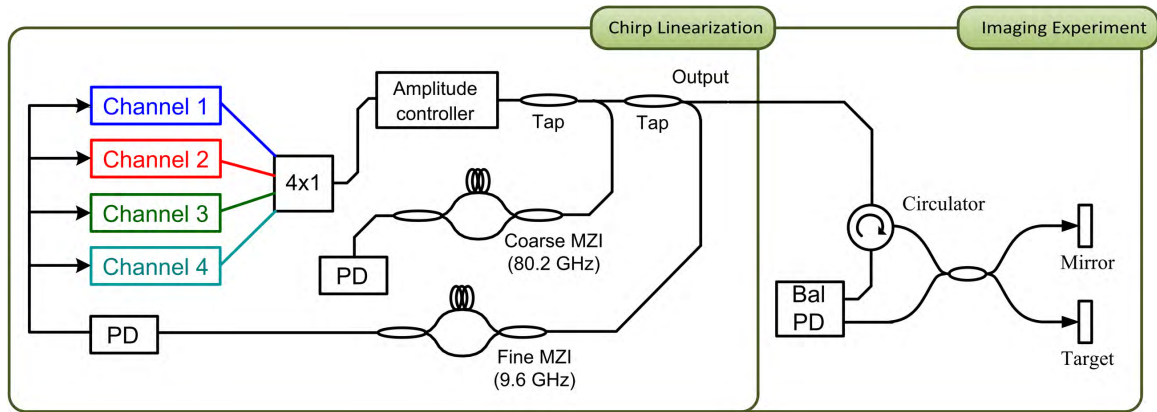 Chirp Linearization
Imaging Experiment
Channel 1
Channel 2
Channel 3
Channel 4
4x1
Amplitude
controller
Tap
Tap
Output
Coarse MZI
(80.2 GHz)
PD
PD
Fine MZI
(9.6 GHz)
Circulator
Bal
PD
Mirror
Target